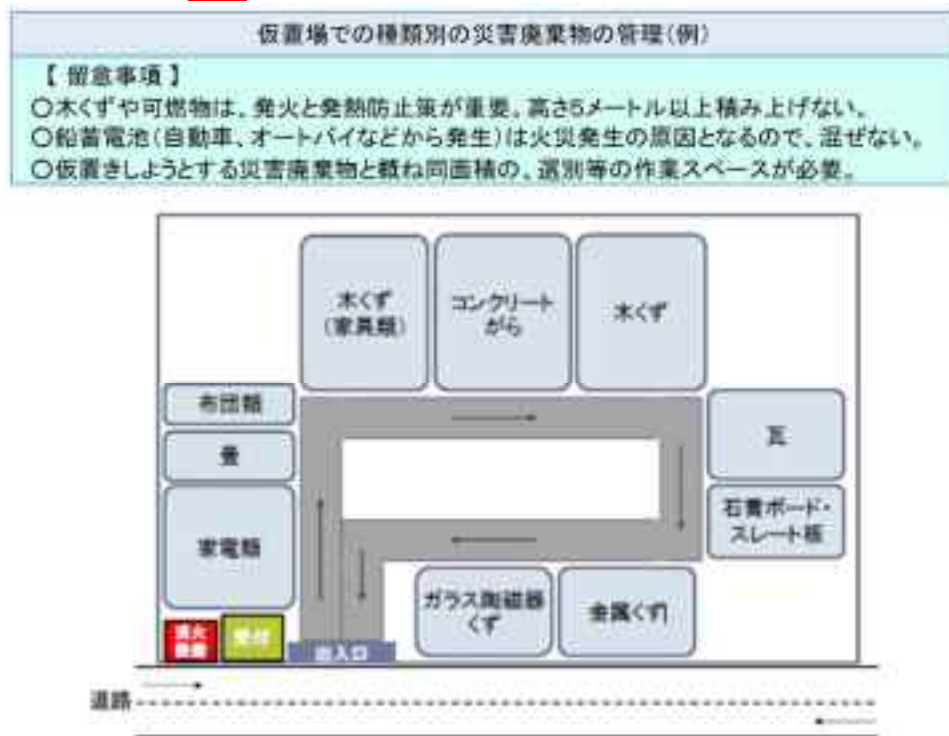 仮置場での種類別の災害廃棄物の管理(例)
【 留意事項 】
○木くずや可燃物は、発火と発熱防止策が重要。高さ5メートル以上積み上げない。
○鉛蓄電池(自動車、オートバイなどから発生)は火災発生の原因となるので、混ぜない。
○仮置きしようとする災害廃棄物と概ね同面積の、選別等の作業スペースが必要。
木くず
(家具類)
コンクリート
がら
木くず
布団類
畳
家電類
瓦
石膏ボード・
スレート板
ガラス陶磁器
くず
金属くず
受付
出入口
道路